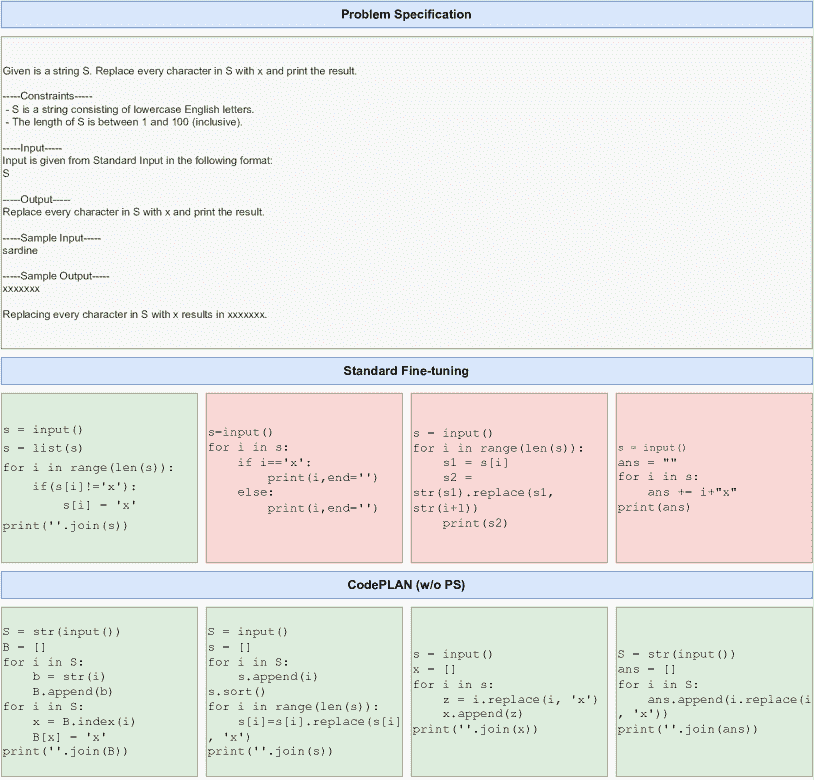 Problem Specification
Given is a string S. Replace every character in S with x and print the result.
-----Constraints-----
- S is a string consisting of lowercase English letters.
- The length of S is between 1 and 100 (inclusive).
-----Input-----
Input is given from Standard Input in the following format:
S
-----Output-----
Replace every character in S with x and print the result.
-----Sample Input-----
sardine
-----Sample Output-----
xxxxxxx
Replacing every character in S with x results in xxxxxxx.
Standard Fine-tuning
s = input()
s = list(s)
for i in range(len(s)):
    if(s[i]!='x'):
        s[i] = 'x'
print(''.join(s))
s=input()
for i in s:
    if i=='x':
        print(i,end='')
    else:
        print(i,end='')
s = input()
for i in range(len(s)):
    s1 = s[i]
    s2 =
str(s1).replace(s1,
str(i+1))
    print(s2)
s = input()
ans = ""
for i in s:
    ans += i+"x"
print(ans)
CodePLAN (w/o PS)
S = str(input())
B = []
for i in S:
    b = str(i)
    B.append(b)
for i in S:
    x = B.index(i)
    B[x] = 'x'
print(''.join(B))
S = input()
s = []
for i in S:
    s.append(i)
s.sort()
for i in range(len(s)):
    s[i]=s[i].replace(s[i]
, 'x')
print(''.join(s))
s = input()
x = []
for i in s:
    z = i.replace(i, 'x')
    x.append(z)
print(''.join(x))
S = str(input())
ans = []
for i in S:
    ans.append(i.replace(i
, 'x'))
print(''.join(ans))